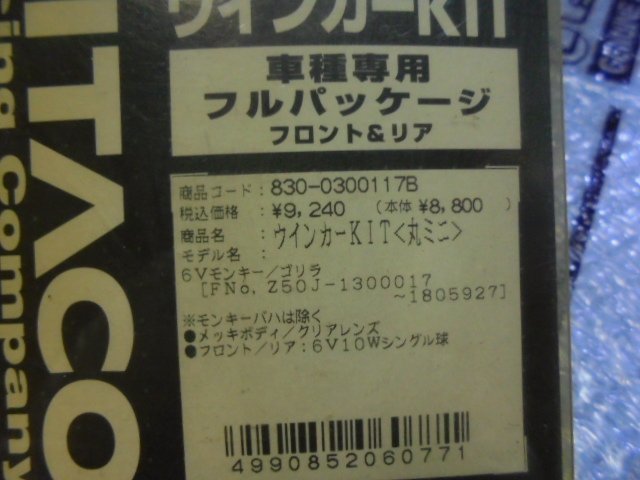 ウインカーKIT
車種専用
フルパッケージ
フロント&リア
商品コード：830-0300117B
税込価格：¥9,240 （本体 ¥8,800 ）
商品名：ウインカーKIT<丸ミニ>
モデル名：
6Vモンキー/ゴリラ
[FNo. Z50J-1300017
~1805927]
※モンキーバハは除く
●メッキボディ/クリアレンズ
●フロント/リア：6V10Wシングル球
4990852060771
ITACO
ing Company